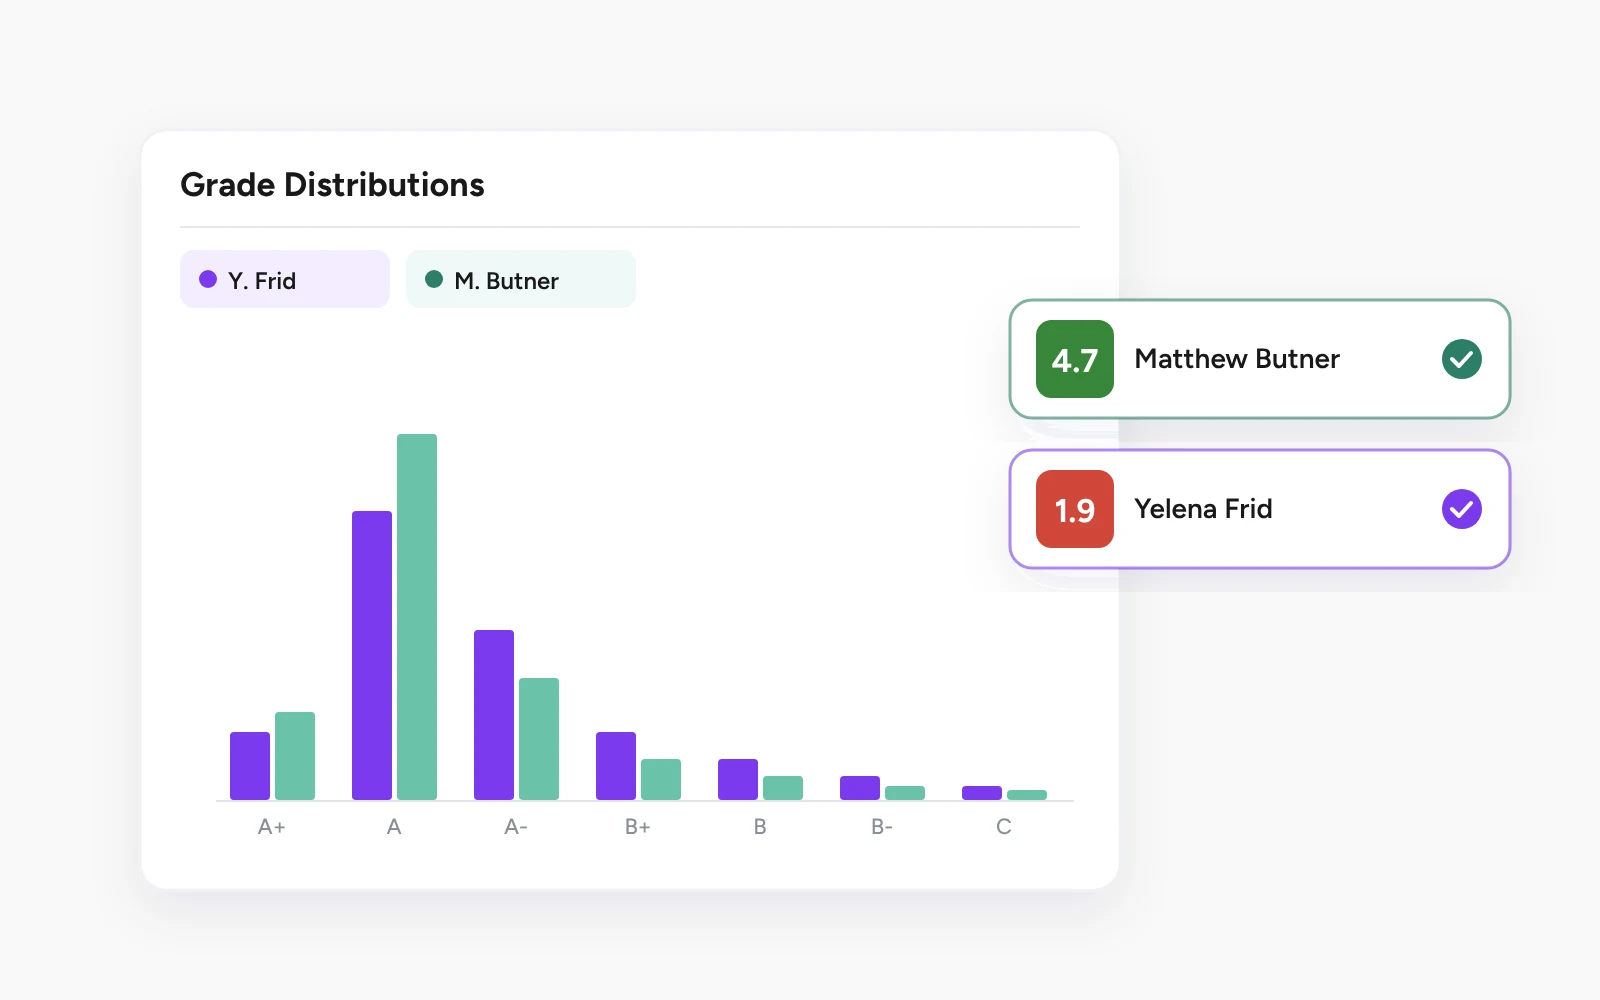 Grade Distributions
Y. Frid
M. Butner
4.7
Matthew Butner
1.9
Yelena Frid
A+
A
A-
B+
B
B-
C